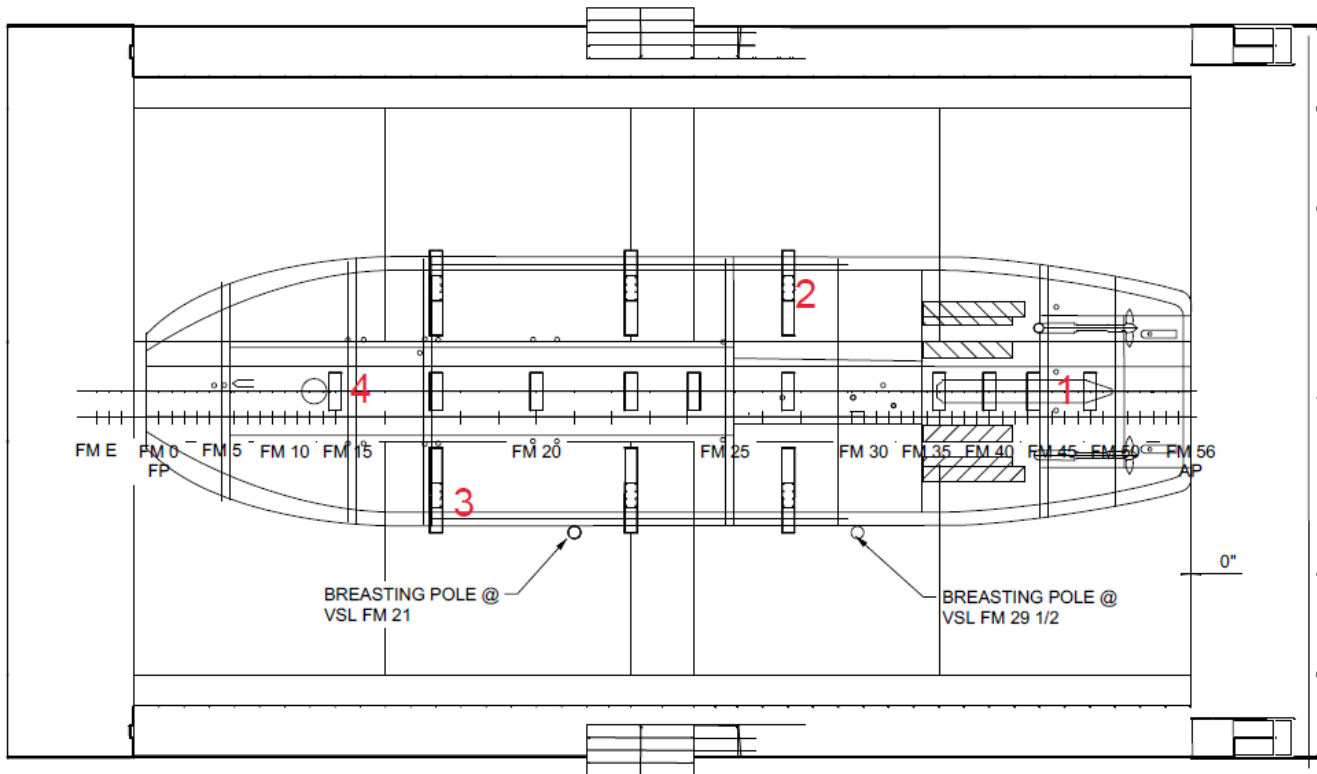 2
4
1
FM E
FM 0
FP
FM 5
FM 10
FM 15
FM 20
FM 25
FM 30
FM 35
FM 40
FM 45
FM 50
FM 56
AP
3
0"
BREASTING POLE @
VSL FM 21
BREASTING POLE @
VSL FM 29 1/2